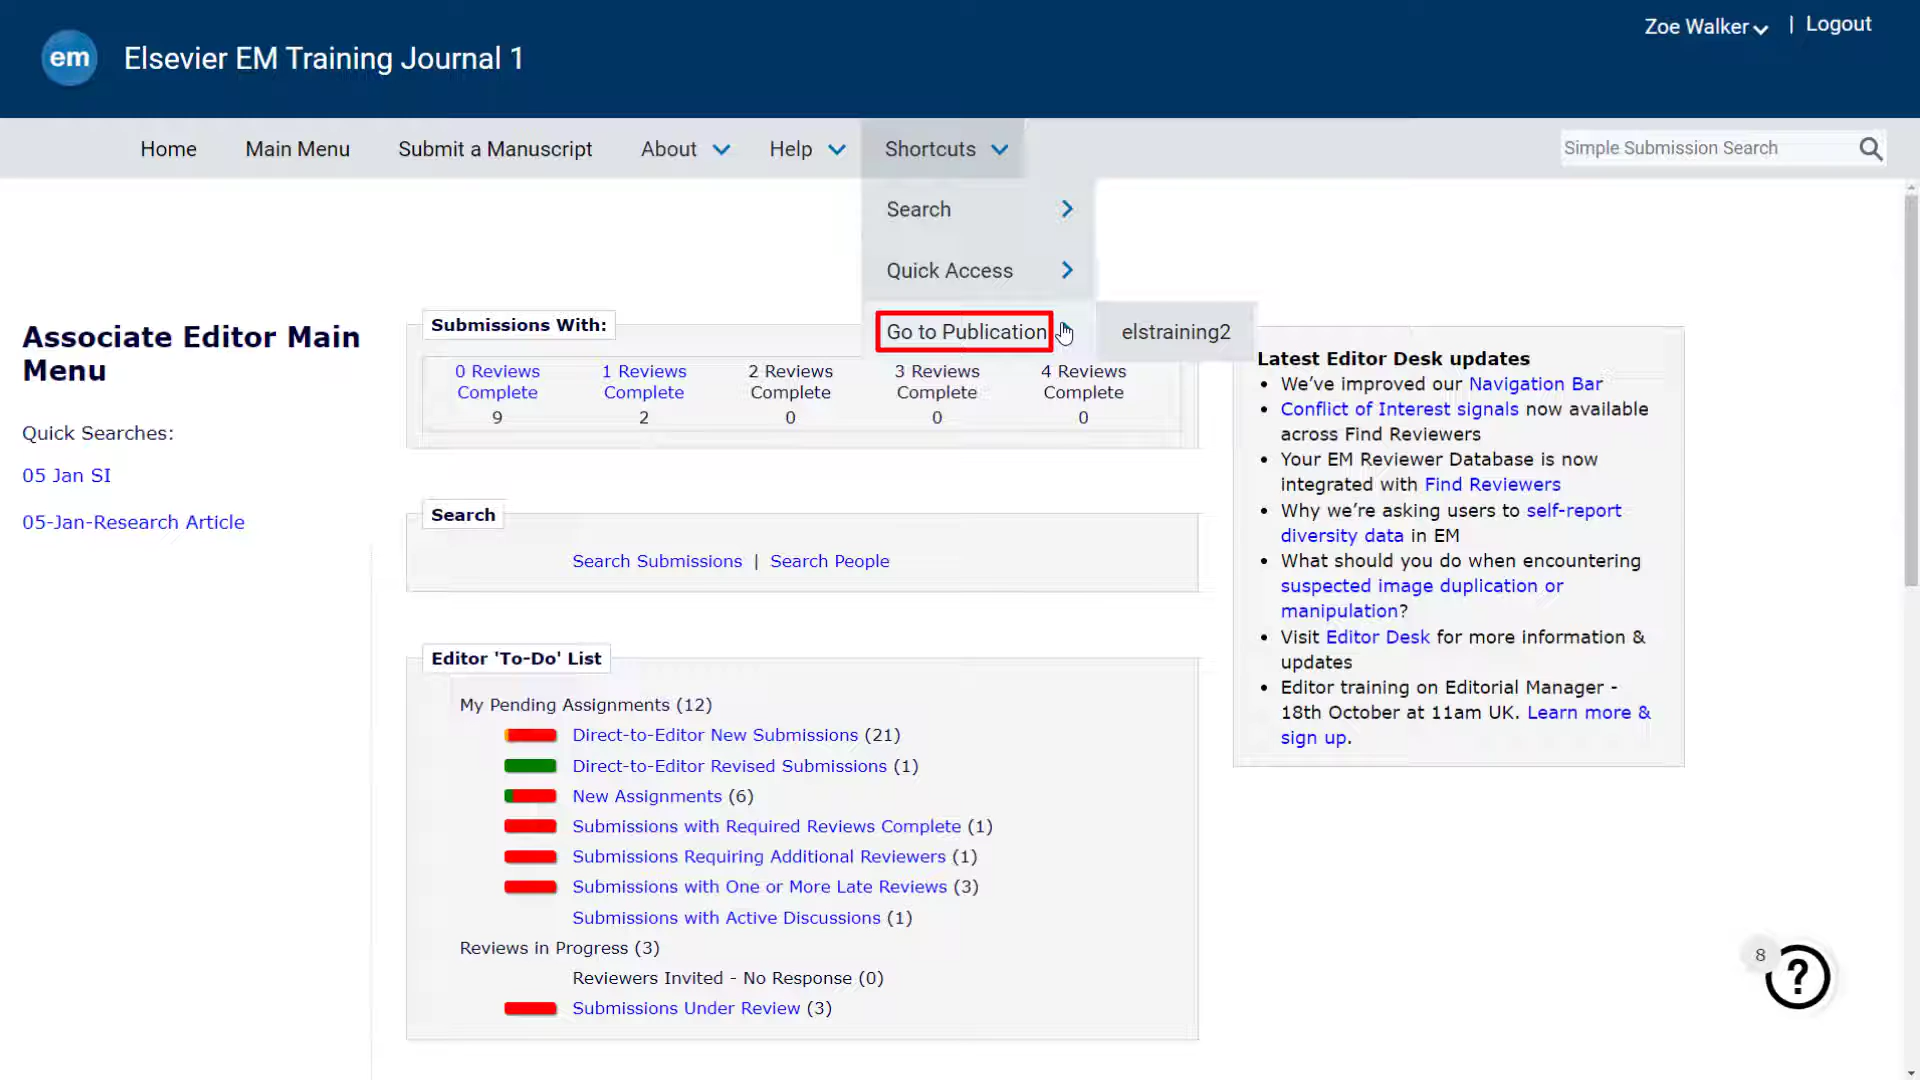 em
Elsevier EM Training Journal 1
Zoe Walker | Logout
Home Main Menu Submit a Manuscript About Help Shortcuts
Simple Submission Search
Search
Quick Access
Go to Publication
elstraining2
Associate Editor Main
Menu
Quick Searches:
05 Jan SI
05-Jan-Research Article
Submissions With:
0 Reviews
Complete
9
1 Reviews
Complete
2
2 Reviews
Complete
0
3 Reviews
Complete
0
4 Reviews
Complete
0
Search
Search Submissions | Search People
Editor 'To-Do' List
My Pending Assignments (12)
Direct-to-Editor New Submissions (21)
Direct-to-Editor Revised Submissions (1)
New Assignments (6)
Submissions with Required Reviews Complete (1)
Submissions Requiring Additional Reviewers (1)
Submissions with One or More Late Reviews (3)
Submissions with Active Discussions (1)
Reviews in Progress (3)
Reviewers Invited - No Response (0)
Submissions Under Review (3)
Latest Editor Desk updates
• We've improved our Navigation Bar
• Conflict of Interest signals now available
across Find Reviewers
• Your EM Reviewer Database is now
integrated with Find Reviewers
• Why we're asking users to self-report
diversity data in EM
• What should you do when encountering
suspected image duplication or
manipulation?
• Visit Editor Desk for more information &
updates
• Editor training on Editorial Manager -
18th October at 11am UK. Learn more &
sign up.
8
?